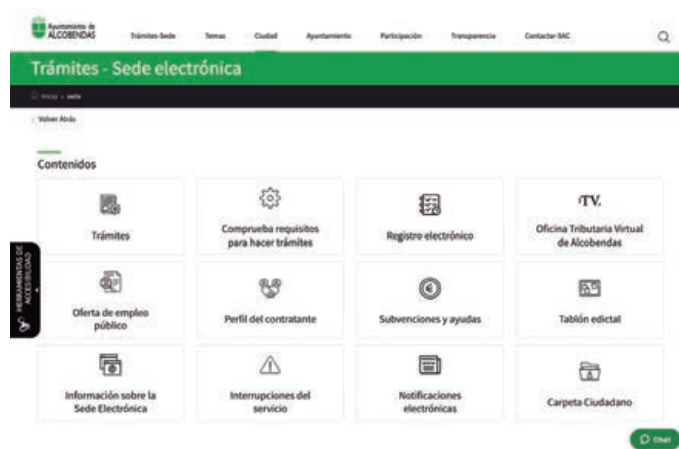 Ayuntamiento de
ALCOBENDAS
Trámites-Sede Temas Ciudad Ayuntamiento Participación Transparencia Contactar-SAC
Trámites - Sede electrónica
Inicio > sede
Volver Atrás
Contenidos
Trámites
Comprueba requisitos
para hacer trámites
Registro electrónico
TV.
Oficina Tributaria Virtual
de Alcobendas
HERRAMIENTAS DE
ACCESIBILIDAD
Oferta de empleo
público
Perfil del contratante
Subvenciones y ayudas
Tablón edictal
Información sobre la
Sede Electrónica
Interrupciones del
servicio
Notificaciones
electrónicas
Carpeta Ciudadano
Chat